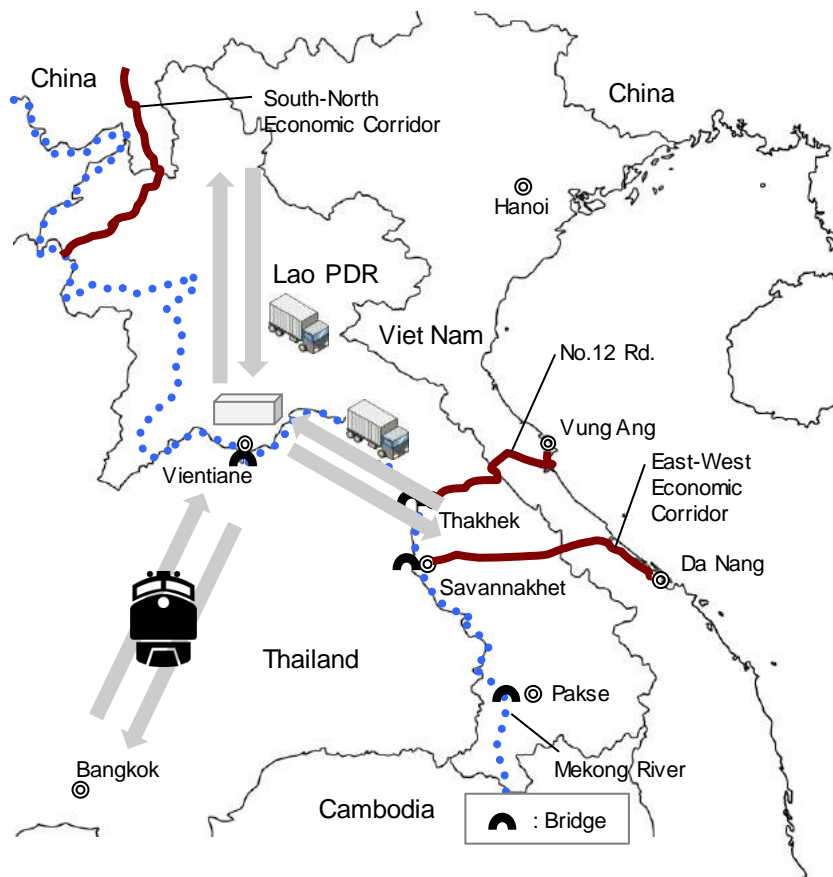 China
South-North
Economic Corridor
China
Hanoi
Lao PDR
Viet Nam
No.12 Rd.
Vung Ang
Vientiane
East-West
Economic
Corridor
Thakhek
Da Nang
Savannakhet
Thailand
Pakse
Bangkok
Mekong River
Cambodia
: Bridge